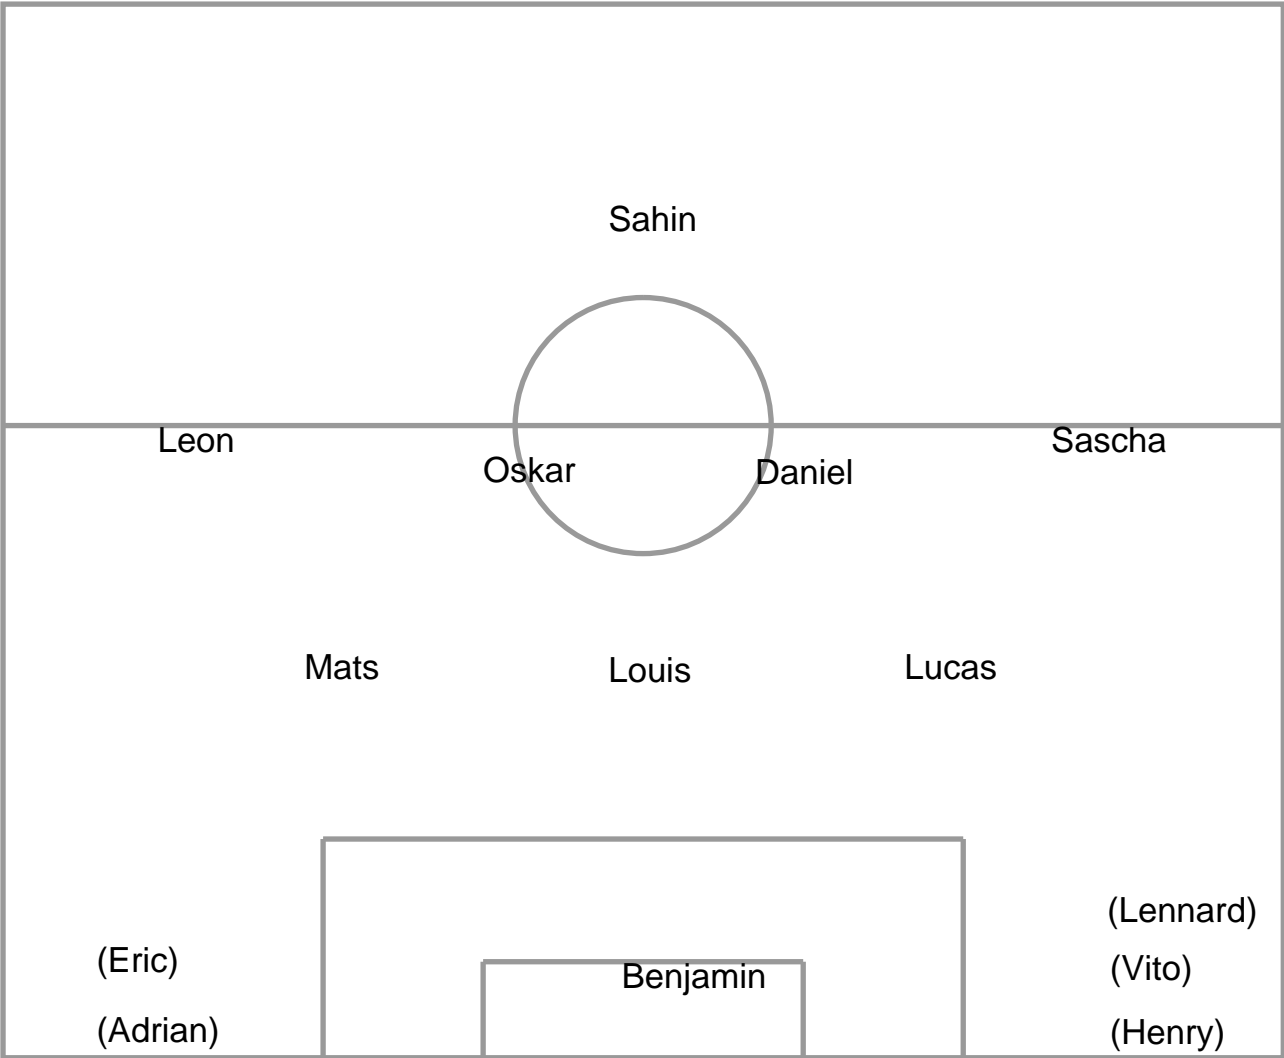 Sahin
Leon
Sascha
Oskar
Daniel
Mats
Louis
Lucas
(Lennard)
(Eric)
(Vito)
Benjamin
(Adrian)
(Henry)